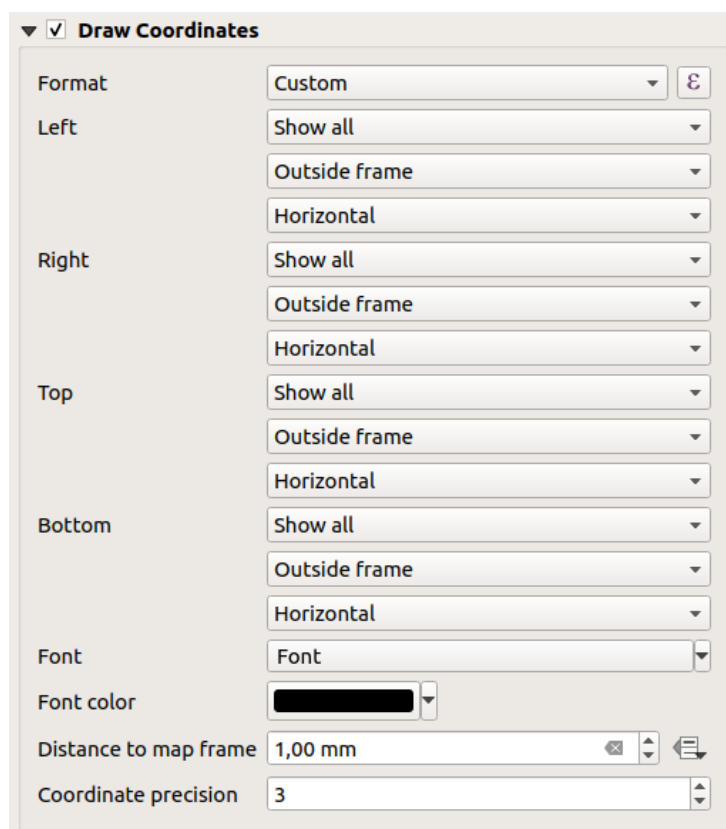 Draw Coordinates
Format Custom ε
Left Show all
Outside frame
Horizontal
Right Show all
Outside frame
Horizontal
Top Show all
Outside frame
Horizontal
Bottom Show all
Outside frame
Horizontal
Font Font
Font color
Distance to map frame 1,00 mm
Coordinate precision 3